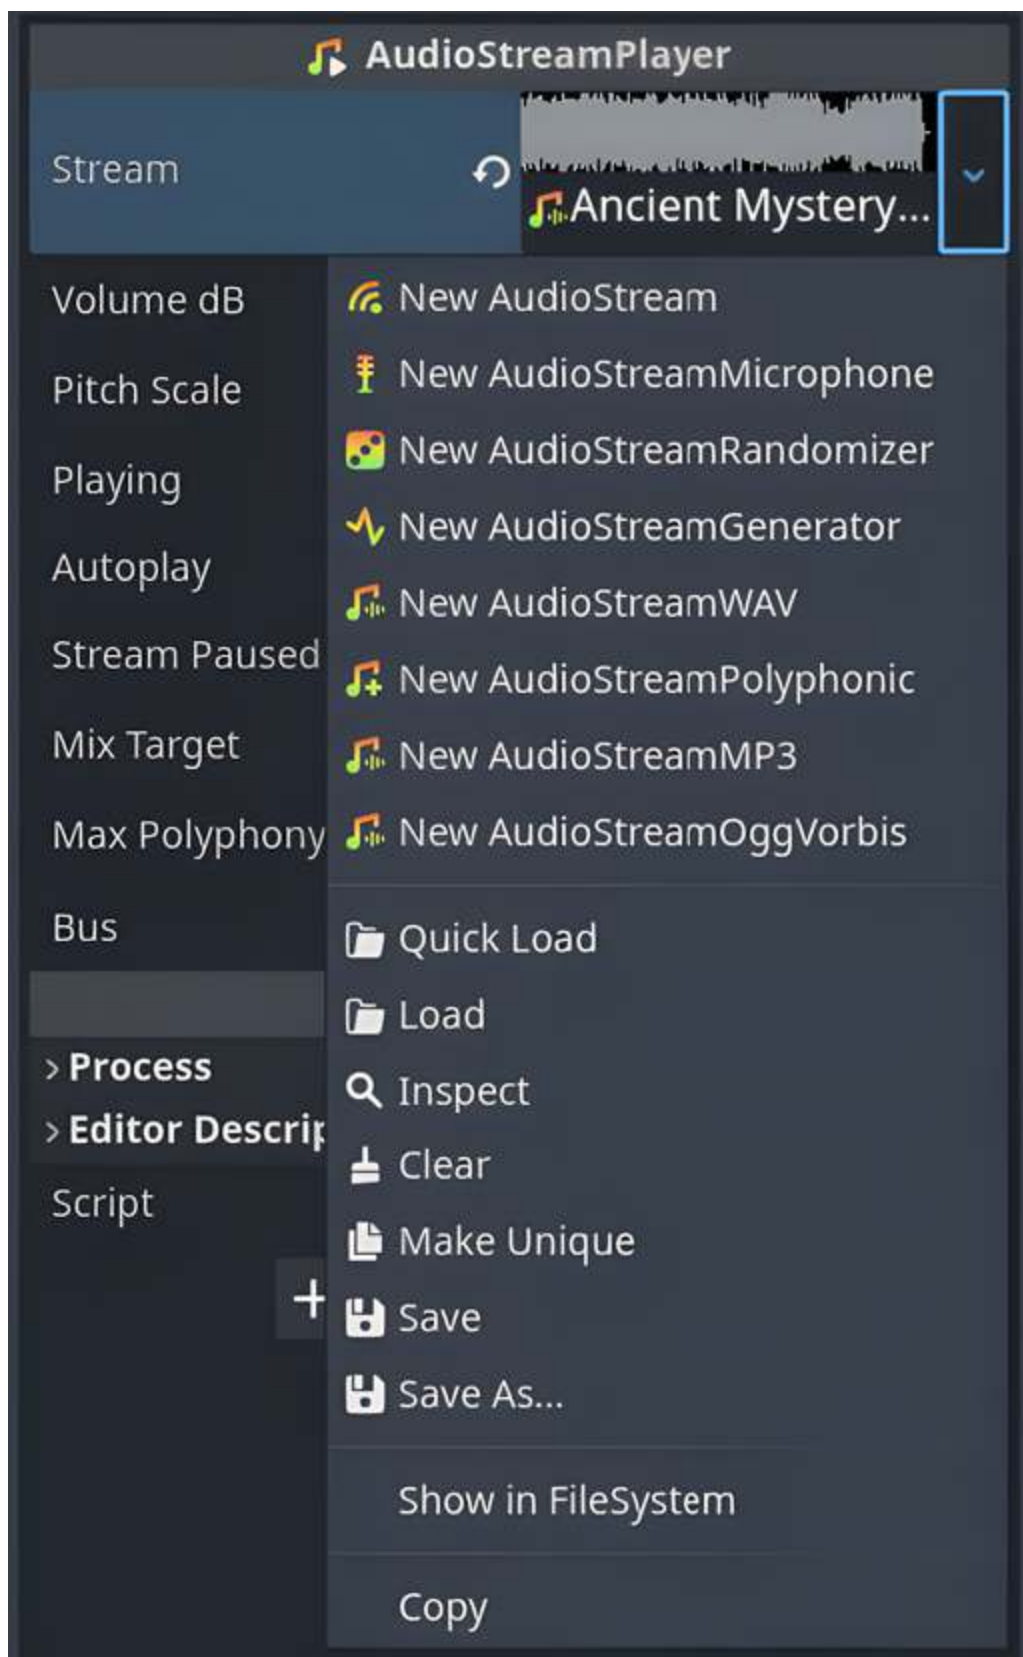 AudioStreamPlayer
Stream
Ancient Mystery...
Volume dB
Pitch Scale
Playing
Autoplay
Stream Paused
Mix Target
Max Polyphony
Bus
Process
Editor Descrip
Script
+
New AudioStream
New AudioStreamMicrophone
New AudioStreamRandomizer
New AudioStreamGenerator
New AudioStreamWAV
New AudioStreamPolyphonic
New AudioStreamMP3
New AudioStreamOggVorbis
Quick Load
Load
Inspect
Clear
Make Unique
Save
Save As...
Show in FileSystem
Copy